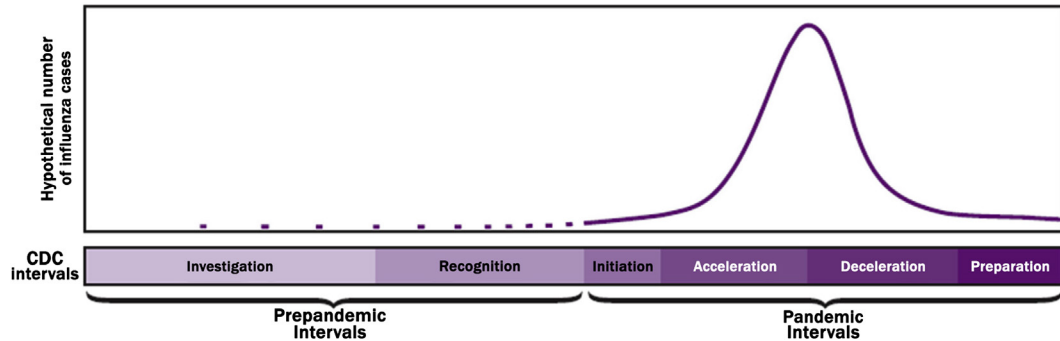 Hypothetical number
of influenza cases
CDC
intervals
Investigation
Recognition
Initiation
Acceleration
Deceleration
Preparation
Prepandemic
Intervals
Pandemic
Intervals